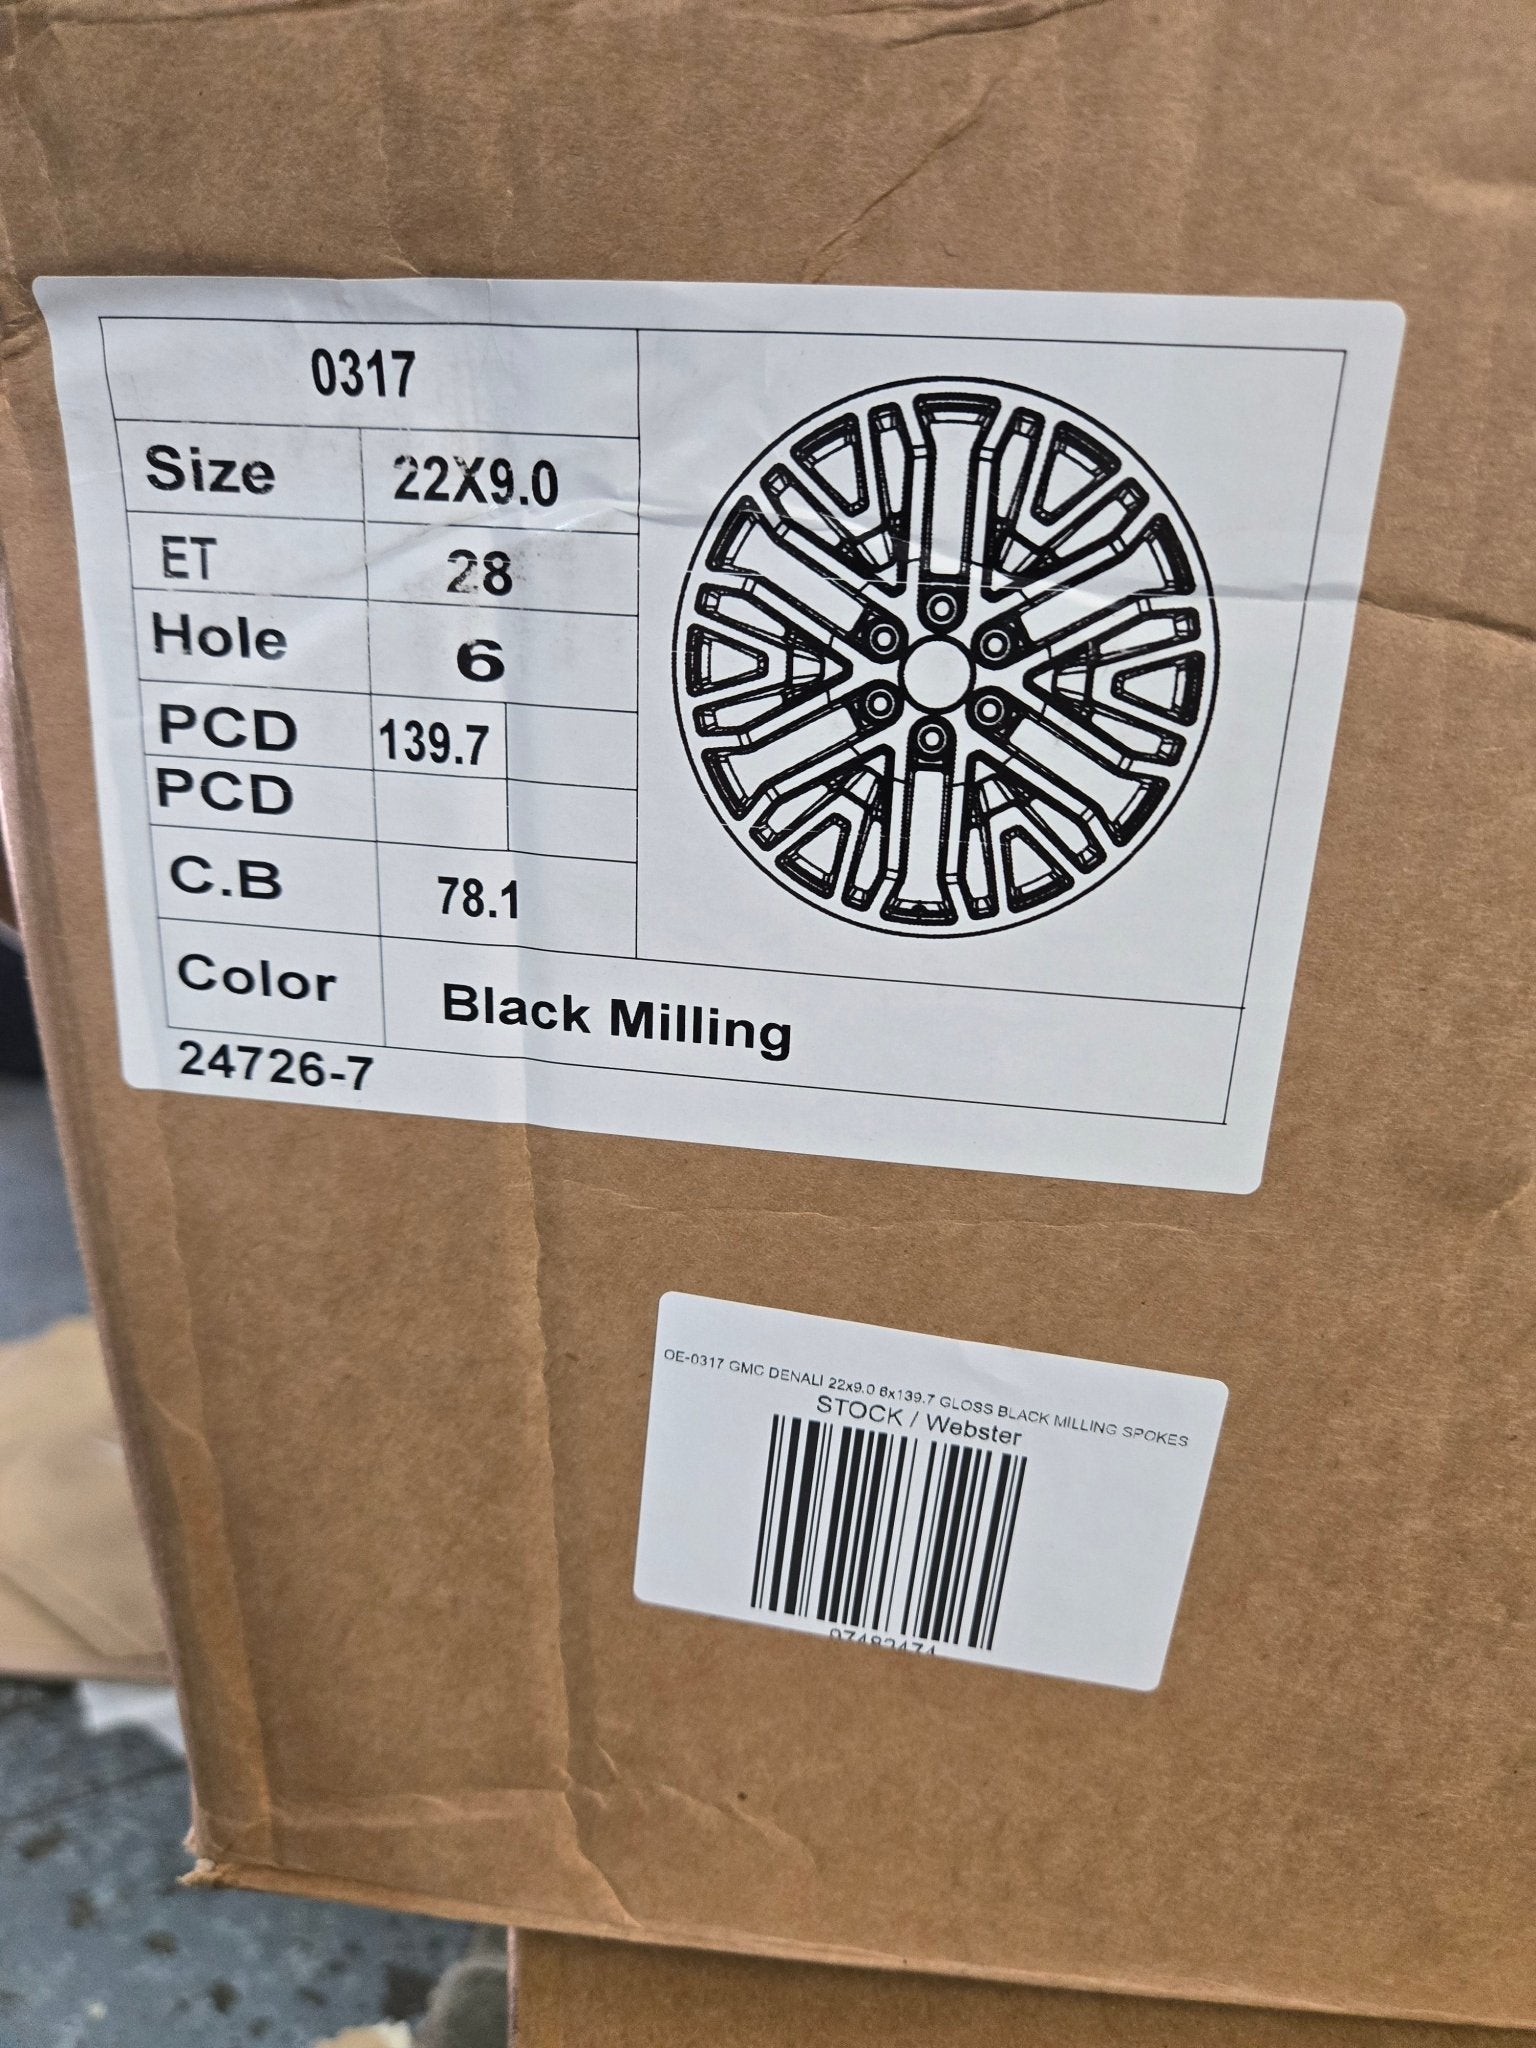 0317
Size 22X9.0
ET 28
Hole 6
PCD 139.7
PCD
C.B 78.1
Color Black Milling
24726-7
OE-0317 GMC DENALI 22x9.0 6x139.7 GLOSS BLACK MILLING SPOKES
STOCK / Webster
97482474